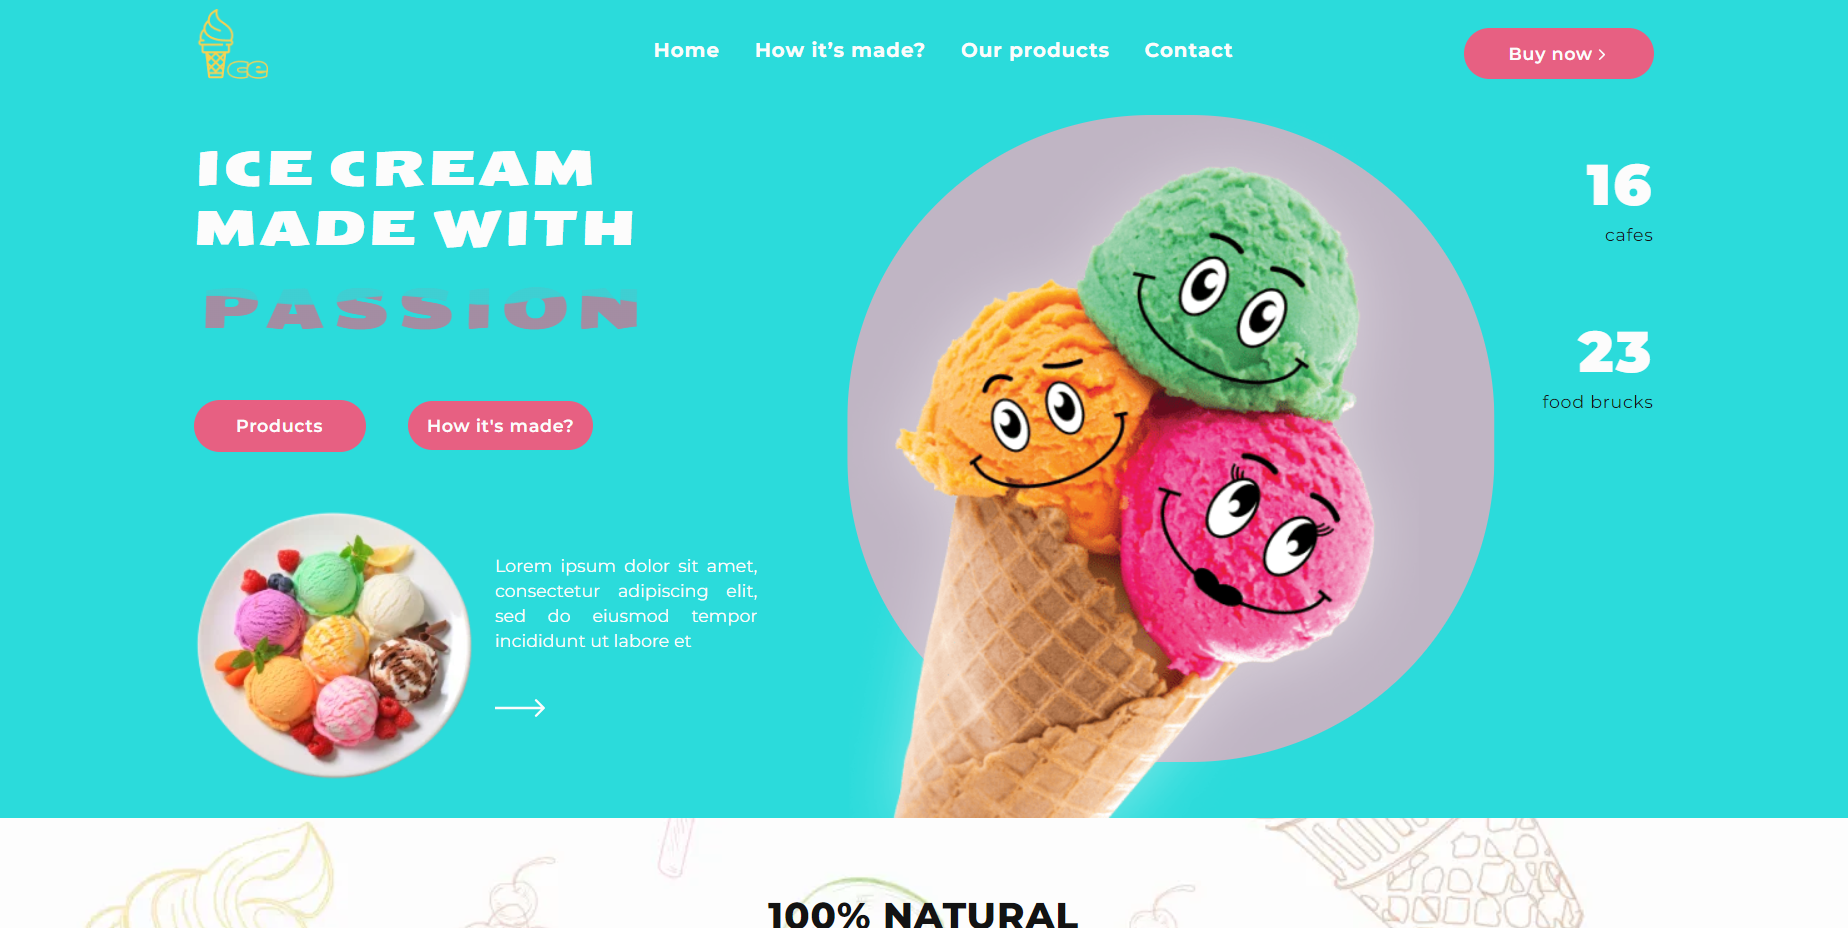 ce
Home How it’s made? Our products Contact
Buy now >
ICE CREAM
MADE WITH
PASSION
16
cafes
23
food brucks
Products
How it's made?
Lorem ipsum dolor sit amet,
consectetur adipiscing elit,
sed do eiusmod tempor
incididunt ut labore et
100% NATURAL